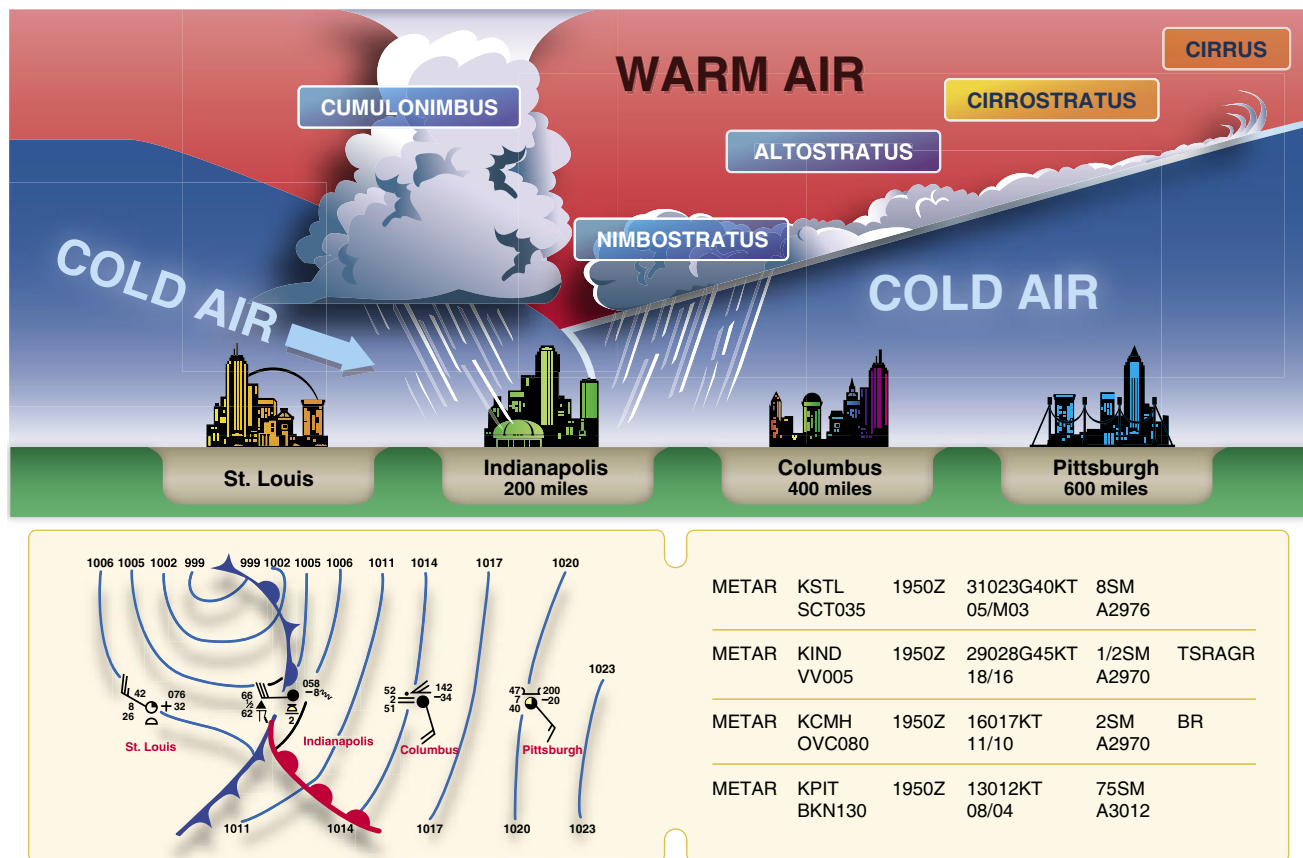 WARM AIR
CIRRUS
CUMULONIMBUS
CIRROSTRATUS
ALTOSTRATUS
NIMBOSTRATUS
COLD AIR
COLD AIR
St. Louis
Indianapolis
200 miles
Columbus
400 miles
Pittsburgh
600 miles
1006 1005 1002 999 999 1002 1005 1006 1011 1014 1017 1020
1023
42 076
8 32
26
St. Louis
66 058
½ −8
62 2
Indianapolis
52 142
2 −34
51
Columbus
47 200
7 −20
40
Pittsburgh
1011 1014 1017 1020 1023
METAR KSTL 1950Z 31023G40KT 8SM
SCT035 05/M03 A2976
METAR KIND 1950Z 29028G45KT 1/2SM TSRAGR
VV005 18/16 A2970
METAR KCMH 1950Z 16017KT 2SM BR
OVC080 11/10 A2970
METAR KPIT 1950Z 13012KT 75SM
BKN130 08/04 A3012